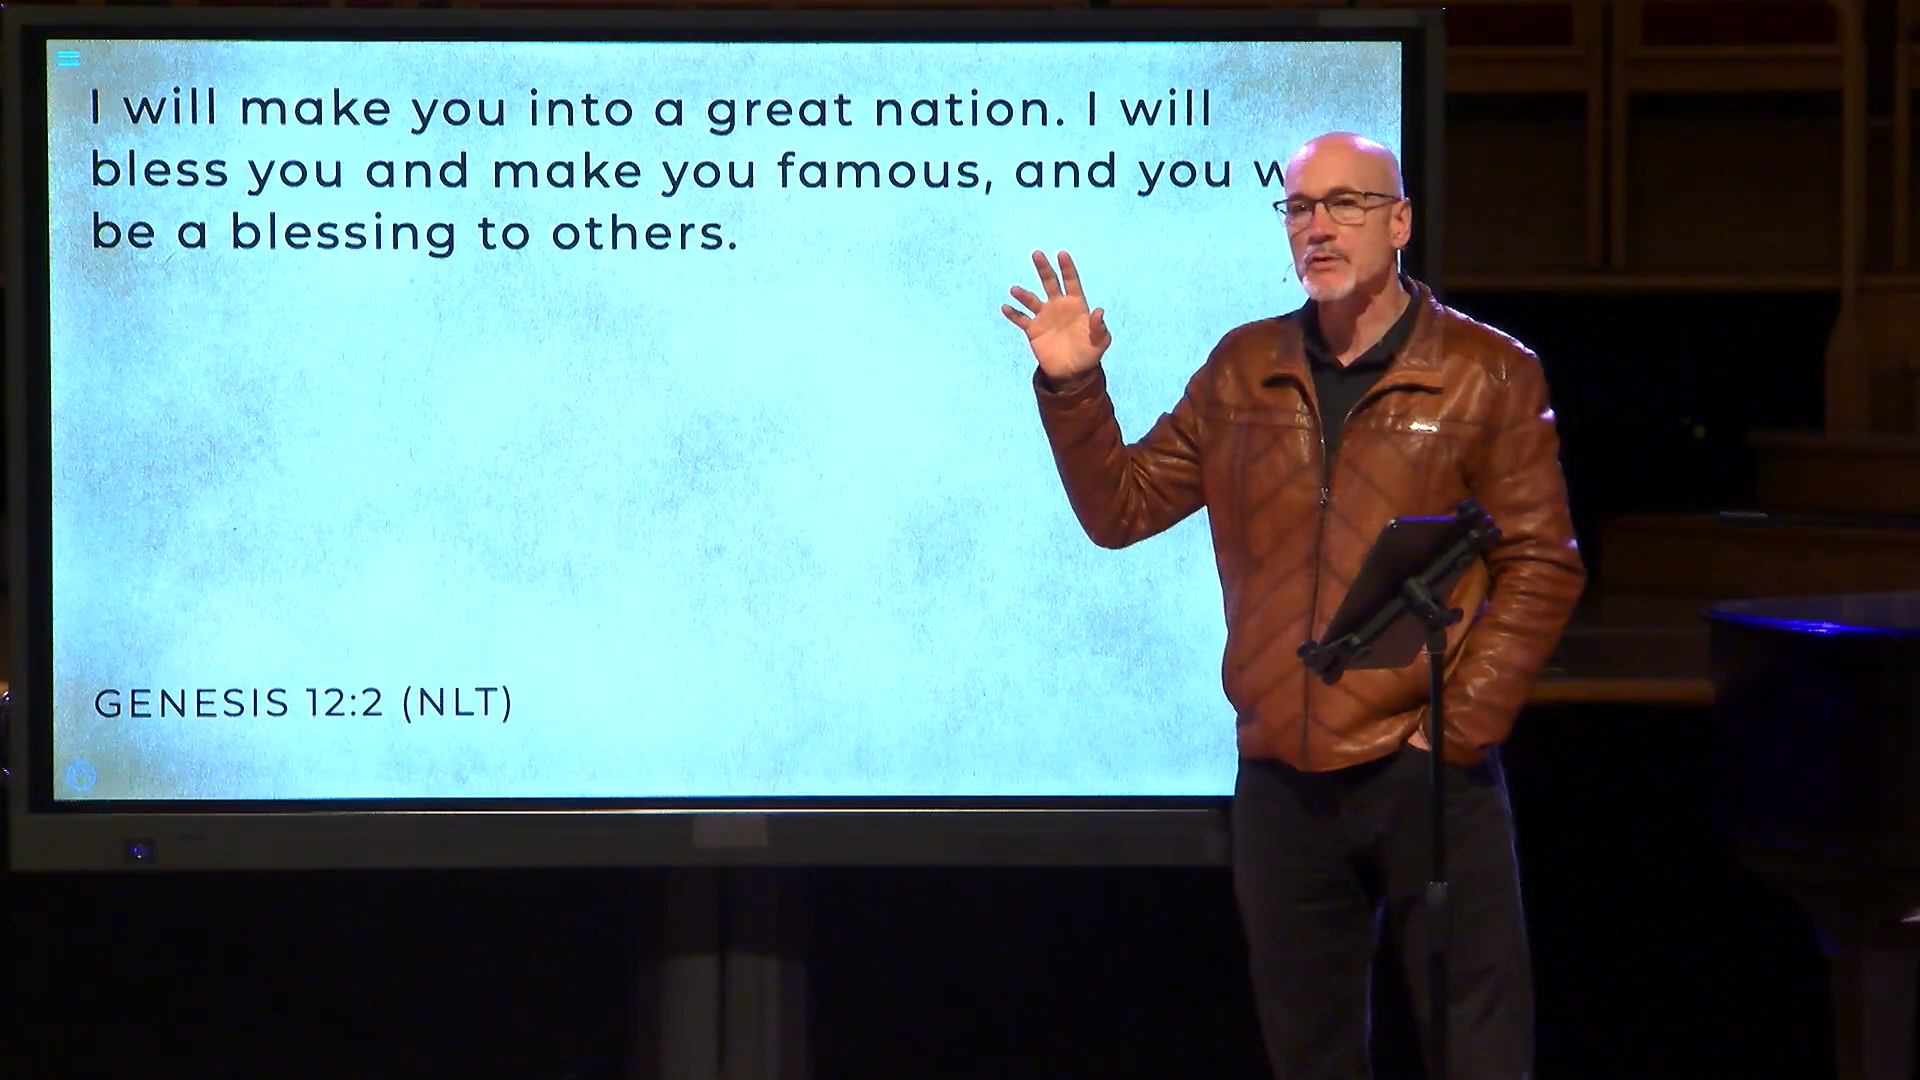 I will make you into a great nation. I will
bless you and make you famous, and you
be a blessing to others.
GENESIS 12:2 (NLT)